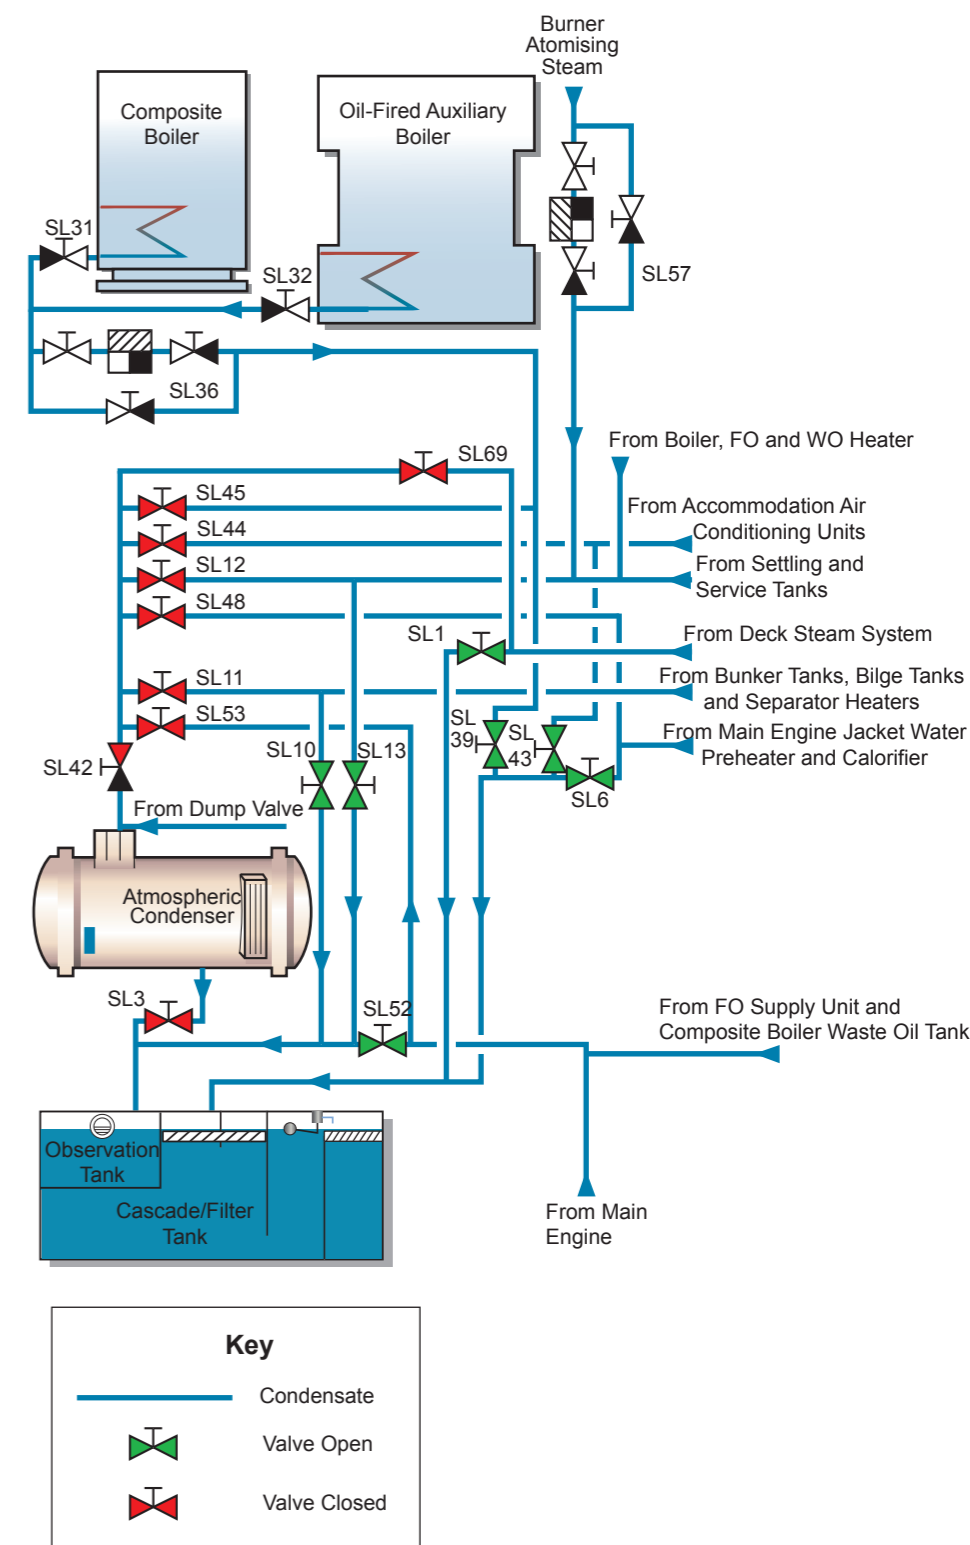 Burner
Atomising
Steam
Composite
Boiler
Oil-Fired Auxiliary
Boiler
SL31
SL32
SL57
SL36
From Boiler, FO and WO Heater
SL69
SL45
From Accommodation Air
Conditioning Units
SL44
SL12
From Settling and
Service Tanks
SL48
SL1
From Deck Steam System
SL11
From Bunker Tanks, Bilge Tanks
and Separator Heaters
SL53
SL
39
SL
43
From Main Engine Jacket Water
Preheater and Calorifier
SL10
SL13
SL42
SL6
From Dump Valve
Atmospheric
Condenser
SL3
SL52
From FO Supply Unit and
Composite Boiler Waste Oil Tank
Observation
Tank
Cascade/Filter
Tank
From Main
Engine
Key
Condensate
Valve Open
Valve Closed